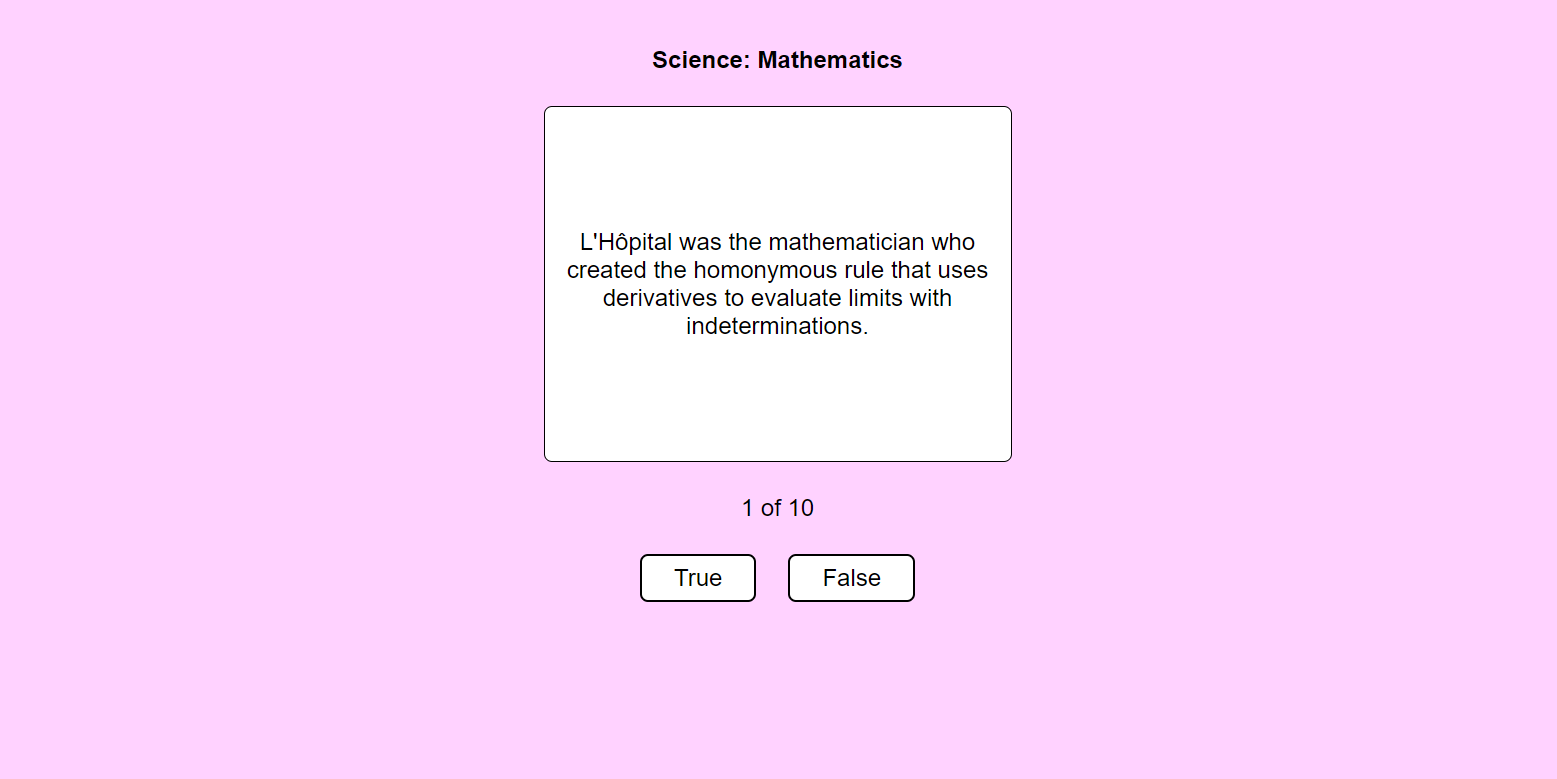 Science: Mathematics
L'Hôpital was the mathematician who
created the homonymous rule that uses
derivatives to evaluate limits with
indeterminations.
1 of 10
True
False